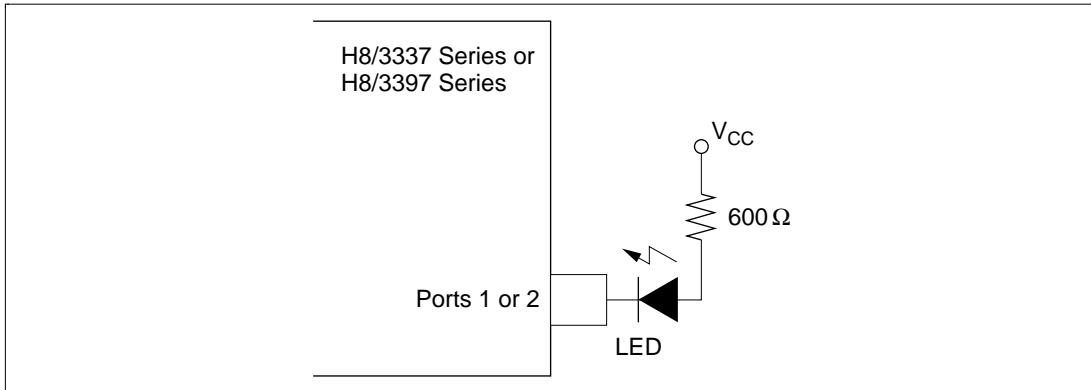 H8/3337 Series or
H8/3397 Series
VCC
600 Ω
Ports 1 or 2
LED